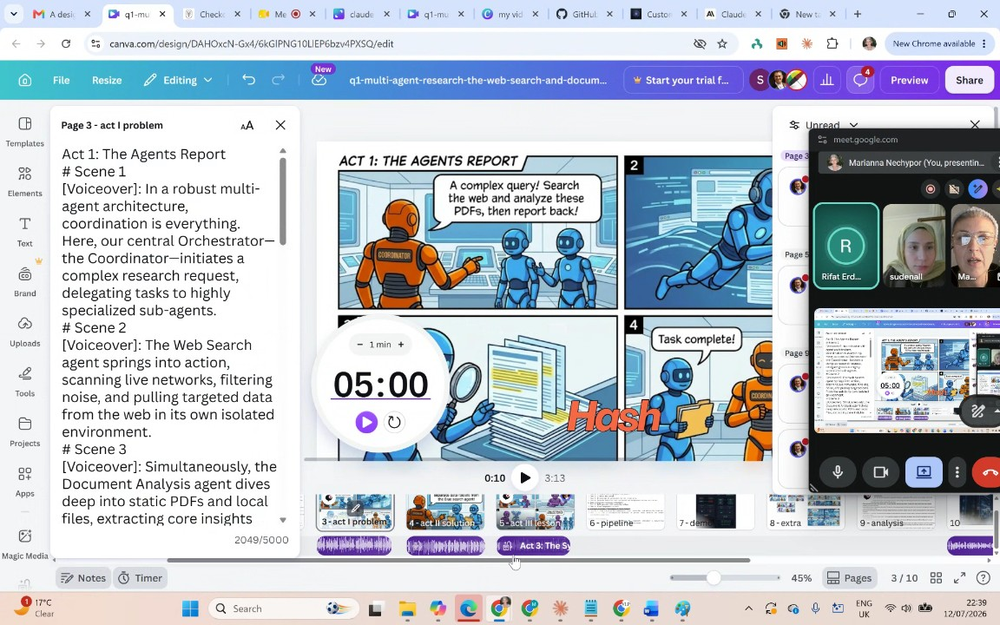 A desig
q1-mu
Check
Me
claude
q1-mu
my vid
GitHu
Custon
Claude
New ta
canva.com/design/DAHOxcN-Gx4/6kGlPNG10LlEP6bzv4PXSQ/edit
New Chrome available
File
Resize
Editing
New
q1-multi-agent-research-the-web-search-and-docum...
Start your trial f...
S
4
Preview
Share
Templates
Elements
Text
Brand
Uploads
Tools
Projects
Apps
Magic Media
Page 3 - act I problem
AA
Act 1: The Agents Report
# Scene 1
[Voiceover]: In a robust multi-
agent architecture,
coordination is everything.
Here, our central Orchestrator—
the Coordinator—initiates a
complex research request,
delegating tasks to highly
specialized sub-agents.
# Scene 2
[Voiceover]: The Web Search
agent springs into action,
scanning live networks, filtering
noise, and pulling target data
from the web in its own isolated
environment.
# Scene 3
[Voiceover]: Simultaneously, the
Document Analysis agent dives
deep into static PDFs and local
files, extracting core insights
2049/5000
ACT 1: THE AGENTS REPORT
A complex query! Search
the web and analyze these
PDFs, then report back!
COORDINATOR
2
4
Task complete!
Hash
1 min
05:00
Unread
Page 3
Page 5
Page 9
meet.google.com
Marianna Nechypor (You, presentin...
R
Rifat Erd...
sudenall
Ma...
0:10
3:13
3 - act I problem
4 - act II solution
5 - act III lesson
6 - pipeline
7 - demo
8 - extra
9 - analysis
10
Act 3: The Sy
Notes
Timer
45%
Pages
3 / 10
17°C
Clear
Search
ENG
UK
22:39
12/07/2026